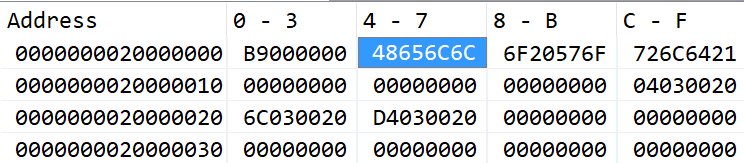 Address 0 - 3 4 - 7 8 - B C - F
0000000020000000 B9000000 48656C6C 6F20576F 726C6421
0000000020000010 00000000 00000000 00000000 04030020
0000000020000020 6C030020 D4030020 00000000 00000000
0000000020000030 00000000 00000000 00000000 00000000